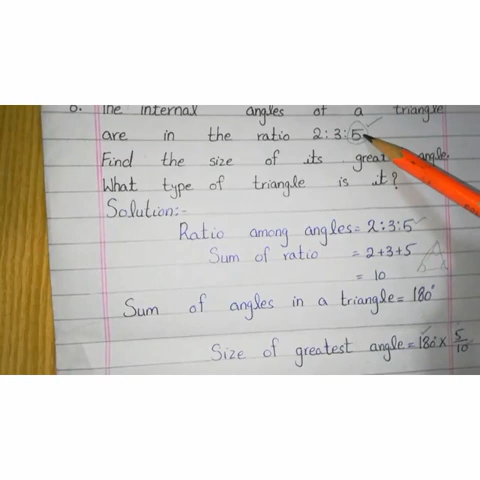 The internal angles of a triangle
are in the ratio 2:3:5
Find the size of its great angle.
What type of triangle is it?
Solution:-
Ratio among angles = 2:3:5
Sum of ratio = 2+3+5
= 10
Sum of angles in a triangle = 180°
Size of greatest angle = 180° × 5/10